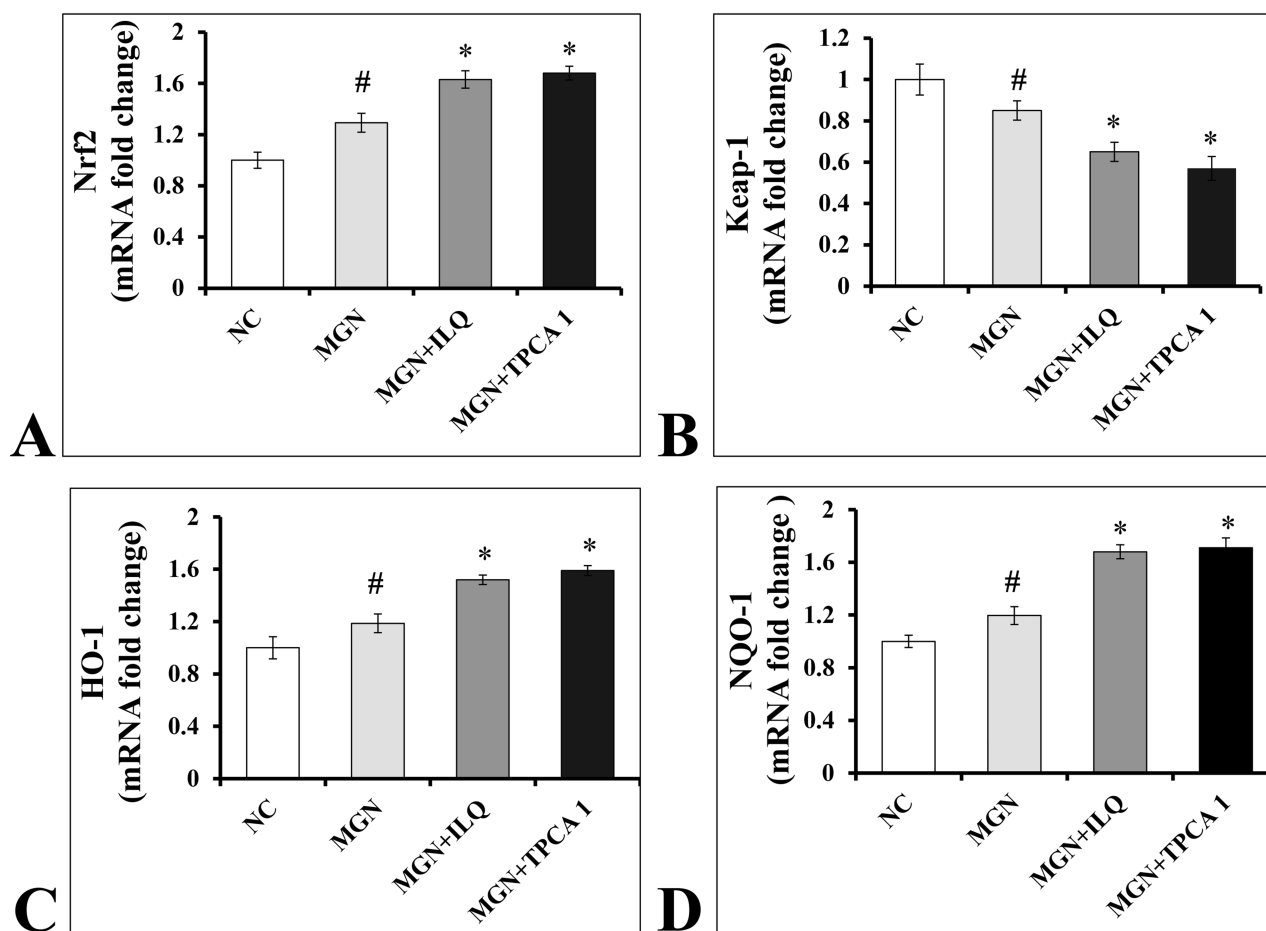 A
Nrf2
(mRNA fold change)
2
1.6
1.2
0.8
0.4
0
#
*
*
NC
MGN
MGN+ILQ
MGN+TPCA 1
B
Keap-1
(mRNA fold change)
1.2
1
0.8
0.6
0.4
0.2
0
#
*
*
NC
MGN
MGN+ILQ
MGN+TPCA 1
C
HO-1
(mRNA fold change)
2
1.6
1.2
0.8
0.4
0
#
*
*
NC
MGN
MGN+ILQ
MGN+TPCA 1
D
NQO-1
(mRNA fold change )
2
1.6
1.2
0.8
0.4
0
#
*
*
NC
MGN
MGN+ILQ
MGN+TPCA 1